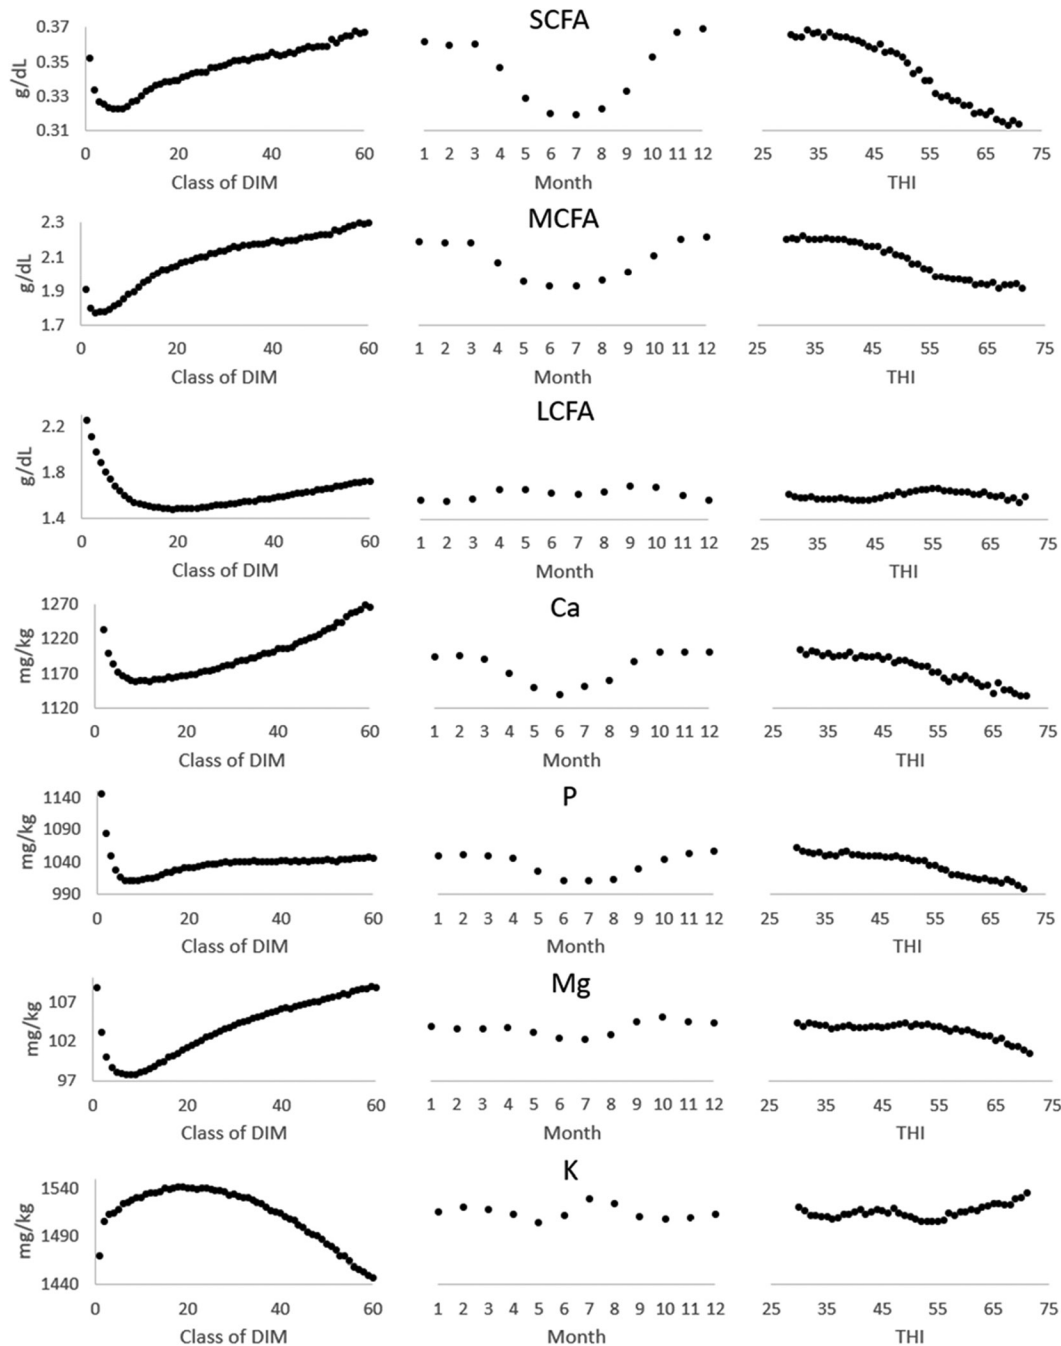 SCFA
g/dL
0.37
0.35
0.33
0.31
0 20 40 60
1 2 3 4 5 6 7 8 9 10 11 12
25 35 45 55 65 75
Class of DIM Month THI
MCFA
g/dL
2.3
2.1
1.9
1.7
0 20 40 60
1 2 3 4 5 6 7 8 9 10 11 12
25 35 45 55 65 75
Class of DIM Month THI
LCFA
g/dL
2.2
1.8
1.4
0 20 40 60
1 2 3 4 5 6 7 8 9 10 11 12
25 35 45 55 65 75
Class of DIM Month THI
Ca
mg/kg
1270
1220
1170
1120
0 20 40 60
1 2 3 4 5 6 7 8 9 10 11 12
25 35 45 55 65 75
Class of DIM Month THI
P
mg/kg
1140
1090
1040
990
0 20 40 60
1 2 3 4 5 6 7 8 9 10 11 12
25 35 45 55 65 75
Class of DIM Month THI
Mg
mg/kg
107
102
97
0 20 40 60
1 2 3 4 5 6 7 8 9 10 11 12
25 35 45 55 65 75
Class of DIM Month THI
K
mg/kg
1540
1490
1440
0 20 40 60
1 2 3 4 5 6 7 8 9 10 11 12
25 35 45 55 65 75
Class of DIM Month THI